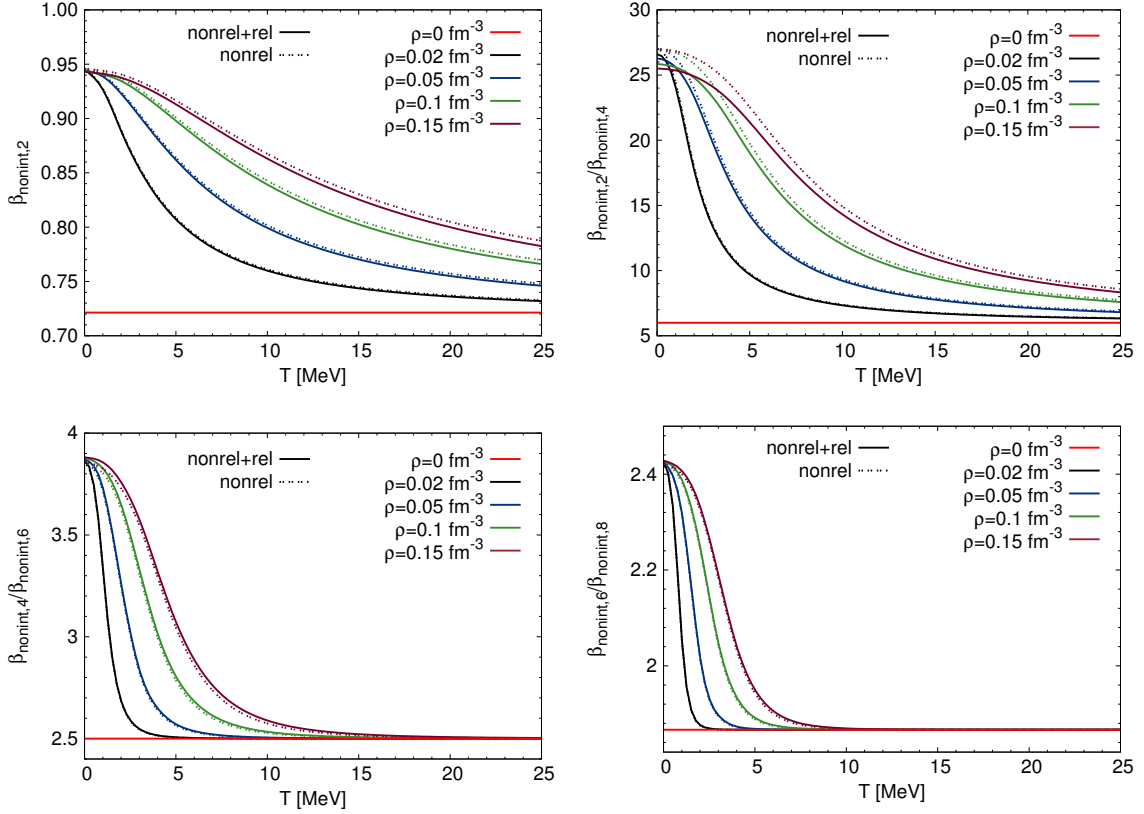 1.00
0.95
0.90
0.85
0.80
0.75
0.70
β_nonint,2
nonrel+rel
nonrel
ρ=0 fm⁻³
ρ=0.02 fm⁻³
ρ=0.05 fm⁻³
ρ=0.1 fm⁻³
ρ=0.15 fm⁻³
0 5 10 15 20 25
T [MeV]
30
25
20
15
10
5
β_nonint,2/β_nonint,4
nonrel+rel
nonrel
ρ=0 fm⁻³
ρ=0.02 fm⁻³
ρ=0.05 fm⁻³
ρ=0.1 fm⁻³
ρ=0.15 fm⁻³
0 5 10 15 20 25
T [MeV]
4
3.5
3
2.5
β_nonint,4/β_nonint,6
nonrel+rel
nonrel
ρ=0 fm⁻³
ρ=0.02 fm⁻³
ρ=0.05 fm⁻³
ρ=0.1 fm⁻³
ρ=0.15 fm⁻³
0 5 10 15 20 25
T [MeV]
2.4
2.2
2
β_nonint,6/β_nonint,8
nonrel+rel
nonrel
ρ=0 fm⁻³
ρ=0.02 fm⁻³
ρ=0.05 fm⁻³
ρ=0.1 fm⁻³
ρ=0.15 fm⁻³
0 5 10 15 20 25
T [MeV]